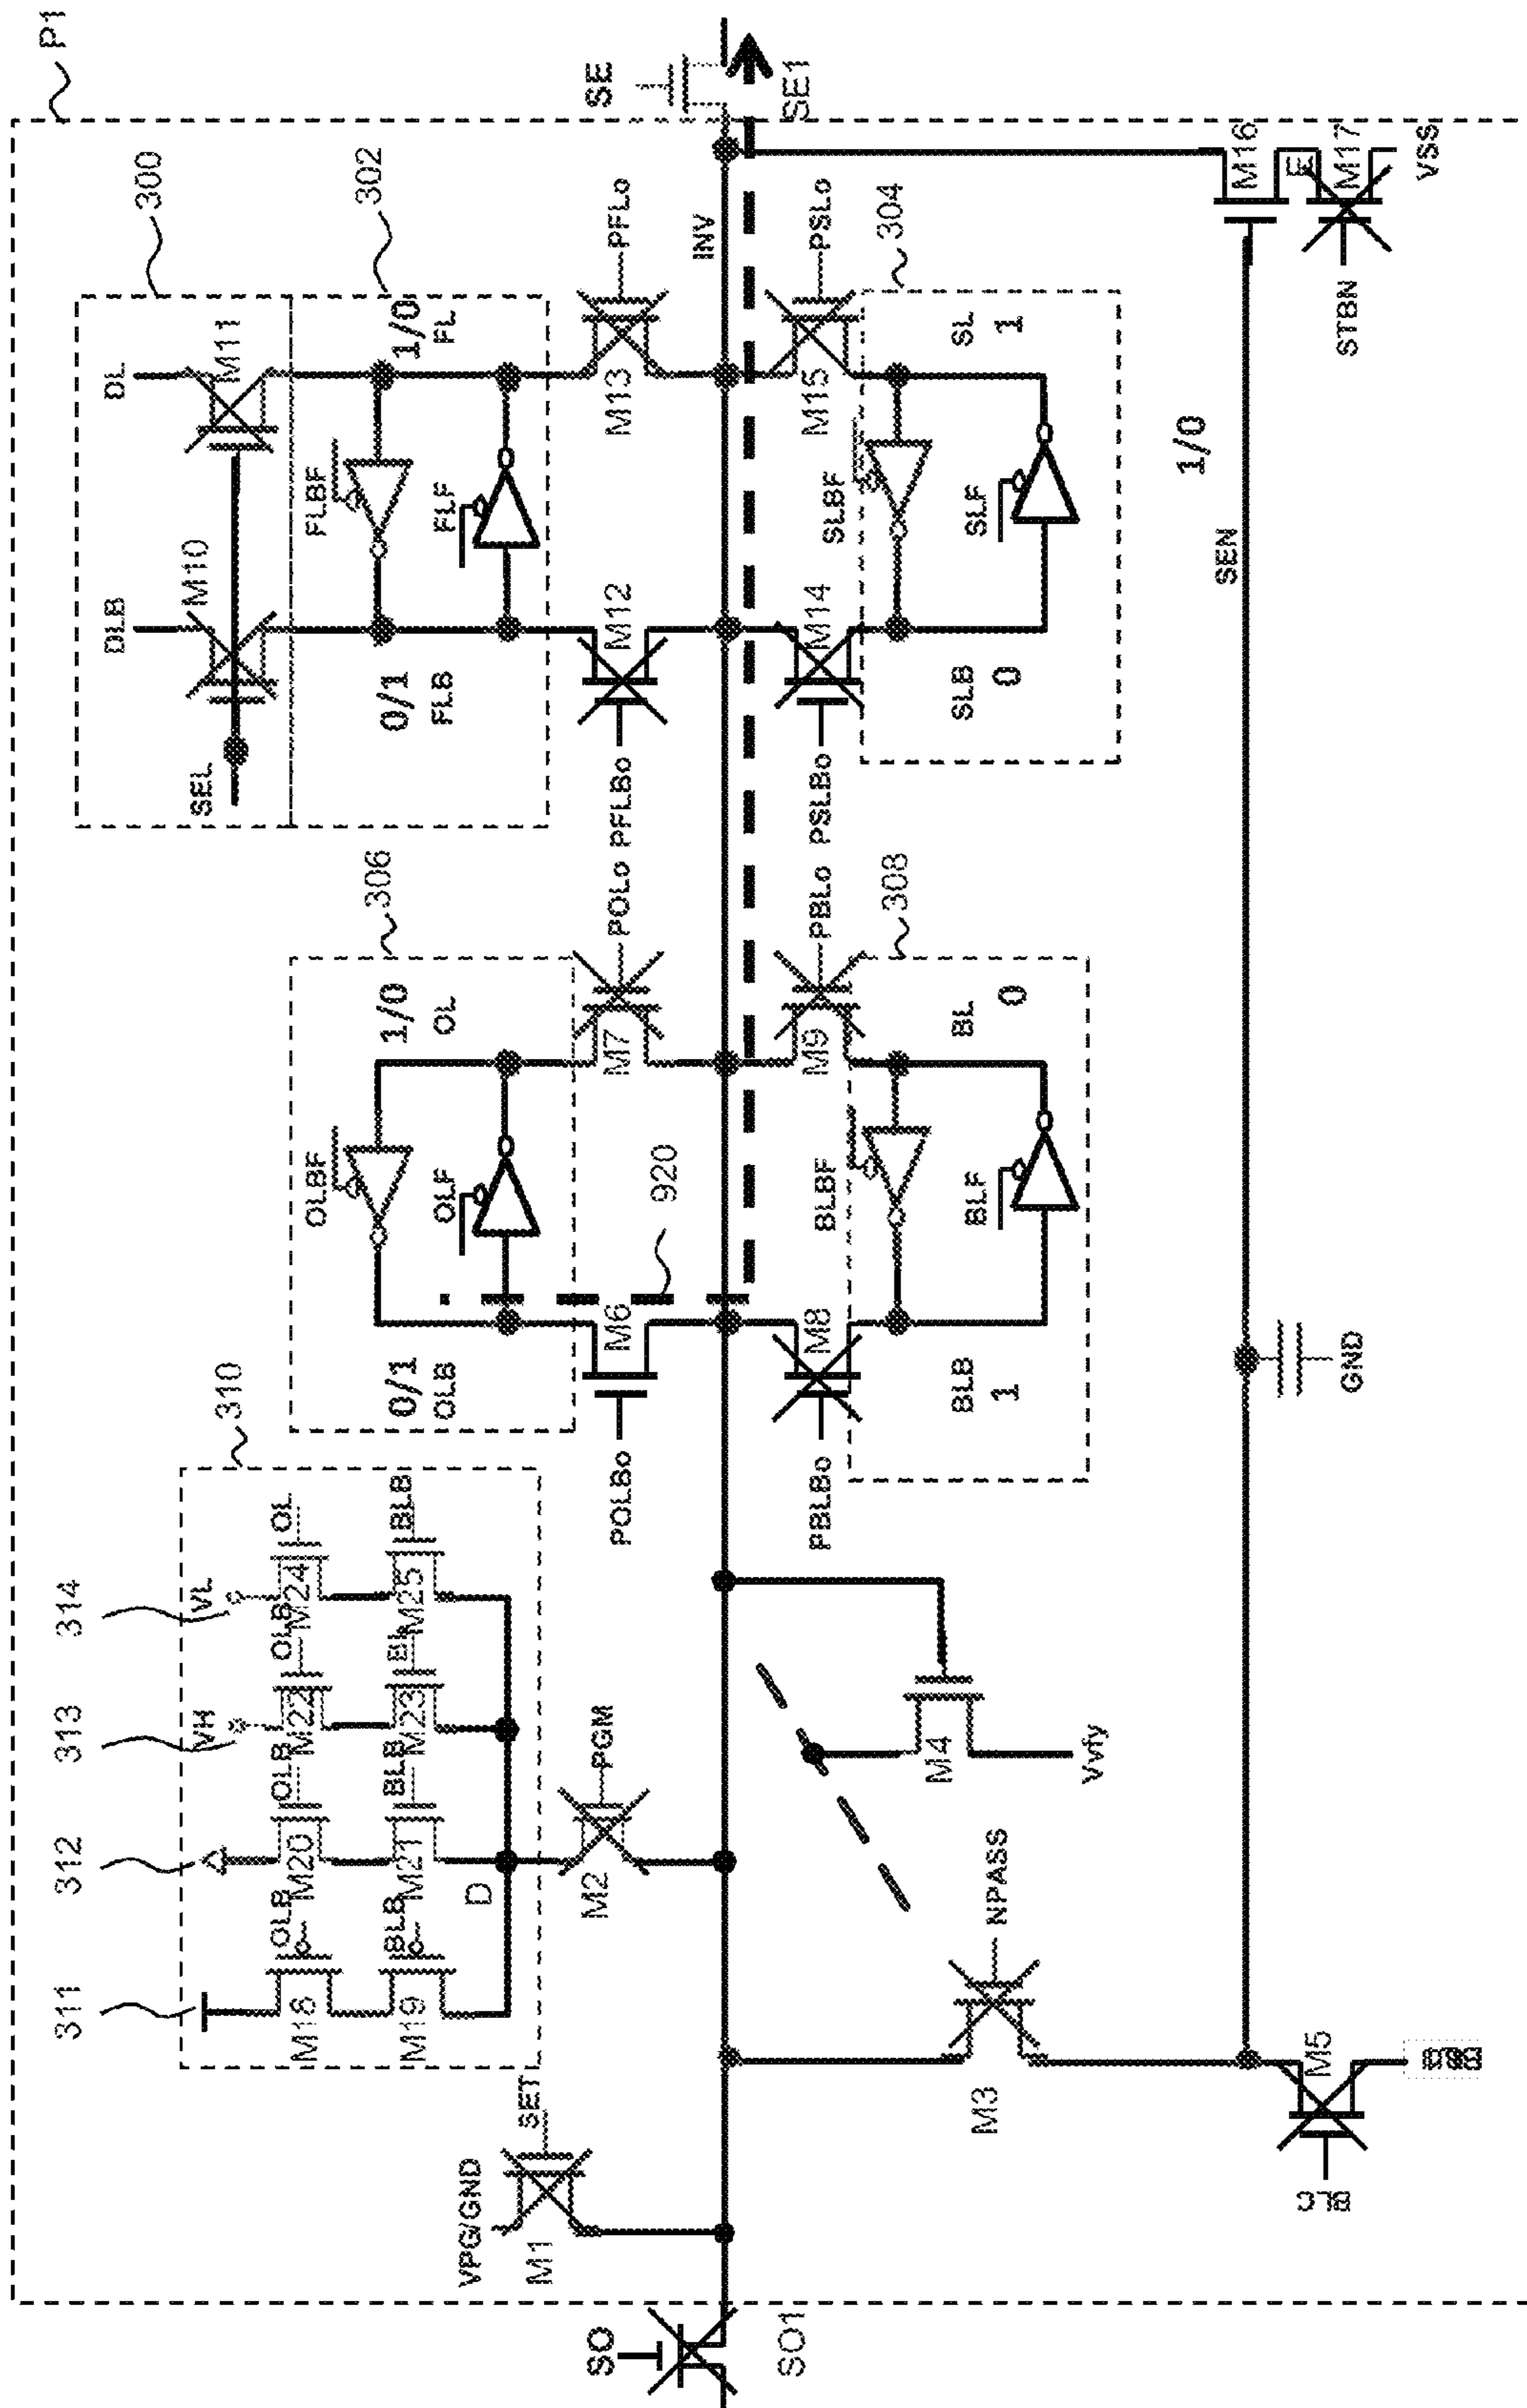 P1
SE
SE1
300
302
304
DL
M11
1/0
FL
PFLo
M13
INV
PSLo
M15
SL
1
M16
E
M17
VSS
STBN
FLBF
FLF
SLBF
SLF
1/0
SEN
DLB
M10
0/1
FLB
M12
M14
SLB
0
SEL
PFLBo
PSLBo
306
POLo
PBLo
308
1/0
OL
M7
M9
BL
0
OLBF
OLF
920
BLBF
BLF
0/1
OLB
M6
M8
BLB
1
POLBo
PBLBo
GND
310
314
VL
OL
M24
BLB
M25
313
VH
OLB
M22
BL
M23
312
OLB
M20
BLB
M21
311
OLB
M18
BLB
M19
D
M2
PGM
M4
Vvfy
NPASS
M3
M5
BLC
SET
VPG/GND
M1
SO
SO1